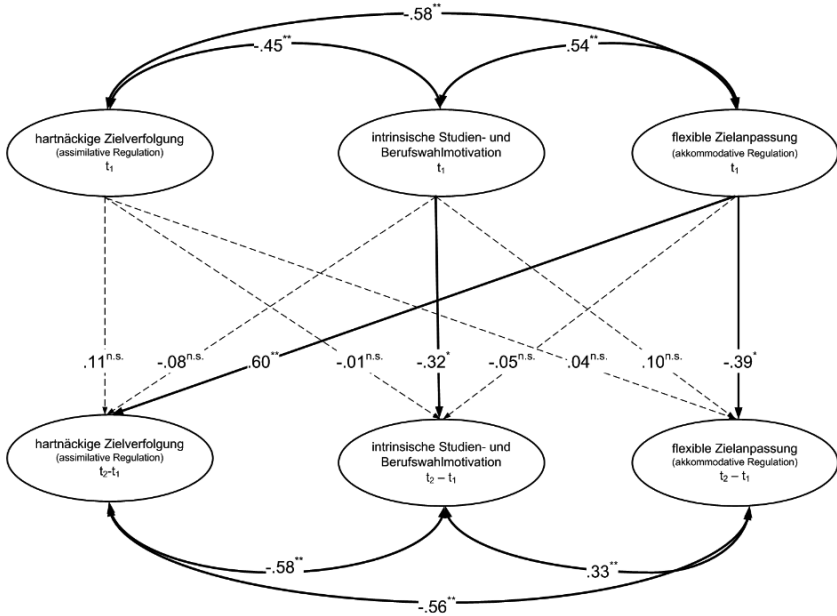 -.58**
-.45**
.54**
hartnäckige Zielverfolgung
(assimilative Regulation)
t1
intrinsische Studien- und
Berufswahlmotivation
t1
flexible Zielanpassung
(akkommodative Regulation)
t1
.11n.s.
-.08n.s.
.60**
-.01n.s.
-.32*
-.05n.s.
.04n.s.
.10n.s.
-.39*
hartnäckige Zielverfolgung
(assimilative Regulation)
t2-t1
intrinsische Studien- und
Berufswahlmotivation
t2 – t1
flexible Zielanpassung
(akkommodative Regulation)
t2 – t1
-.58**
.33**
-.56**